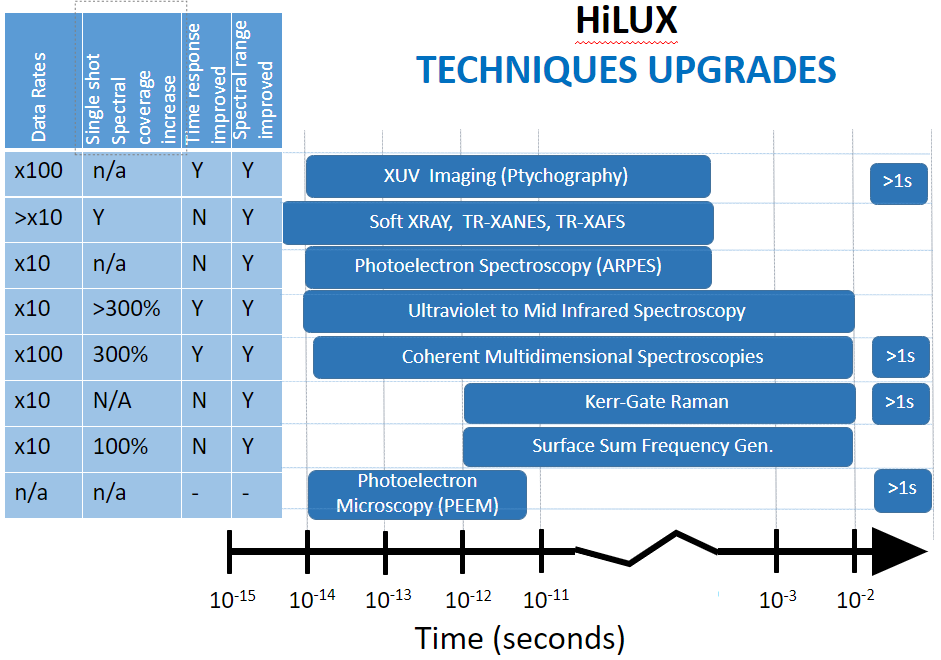 HiLUX
TECHNIQUES UPGRADES
Data Rates
Single shot
Spectral
coverage
increase
Time response
improved
Spectral range
improved
x100 n/a Y Y XUV Imaging (Ptychography) >1s
>x10 Y N Y Soft XRAY, TR-XANES, TR-XAFS
x10 n/a N Y Photoelectron Spectroscopy (ARPES)
x10 >300% Y Y Ultraviolet to Mid Infrared Spectroscopy
x100 300% Y Y Coherent Multidimensional Spectroscopies >1s
x10 N/A N Y Kerr-Gate Raman >1s
x10 100% N Y Surface Sum Frequency Gen.
n/a n/a - - Photoelectron
Microscopy (PEEM) >1s
10⁻¹⁵ 10⁻¹⁴ 10⁻¹³ 10⁻¹² 10⁻¹¹ 10⁻³ 10⁻²
Time (seconds)